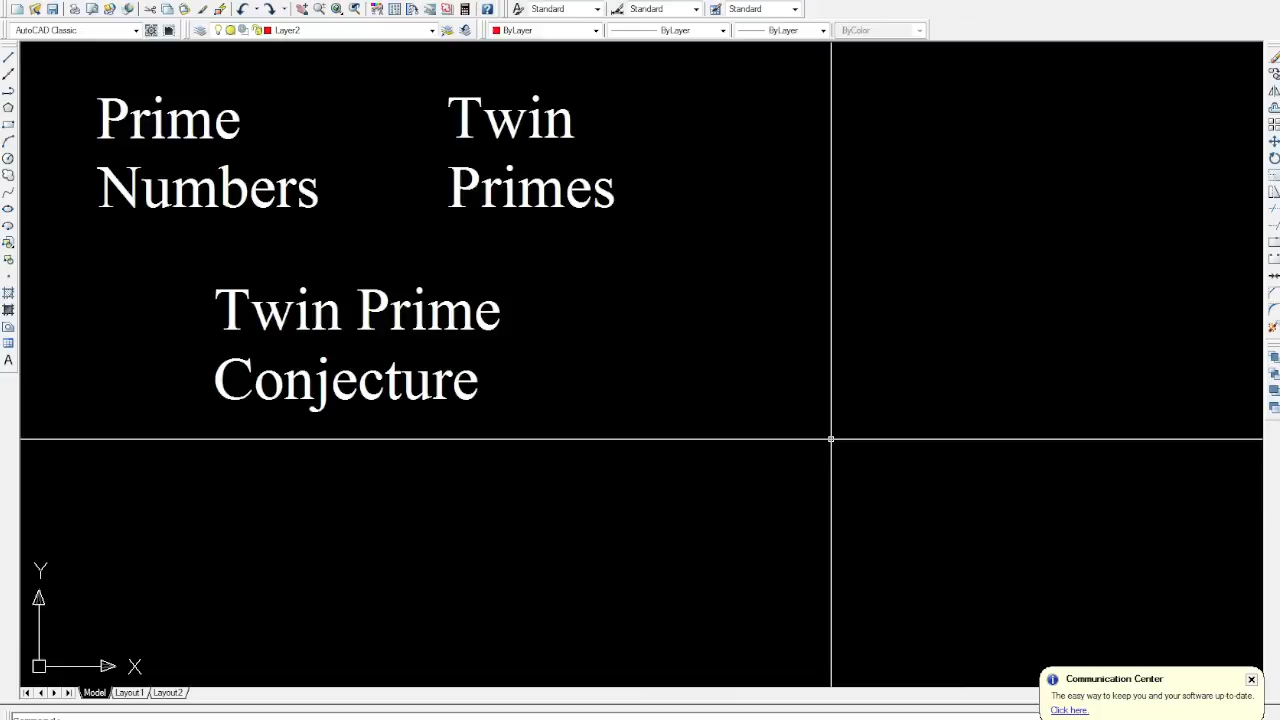 Standard
Standard
Standard
AutoCAD Classic
Layer2
ByLayer
ByLayer
ByLayer
ByColor
Prime
Numbers
Twin
Primes
Twin Prime
Conjecture
A
Y
X
Model
Layout1
Layout2
Communication Center
The easy way to keep you and your software up-to-date.
Click here.